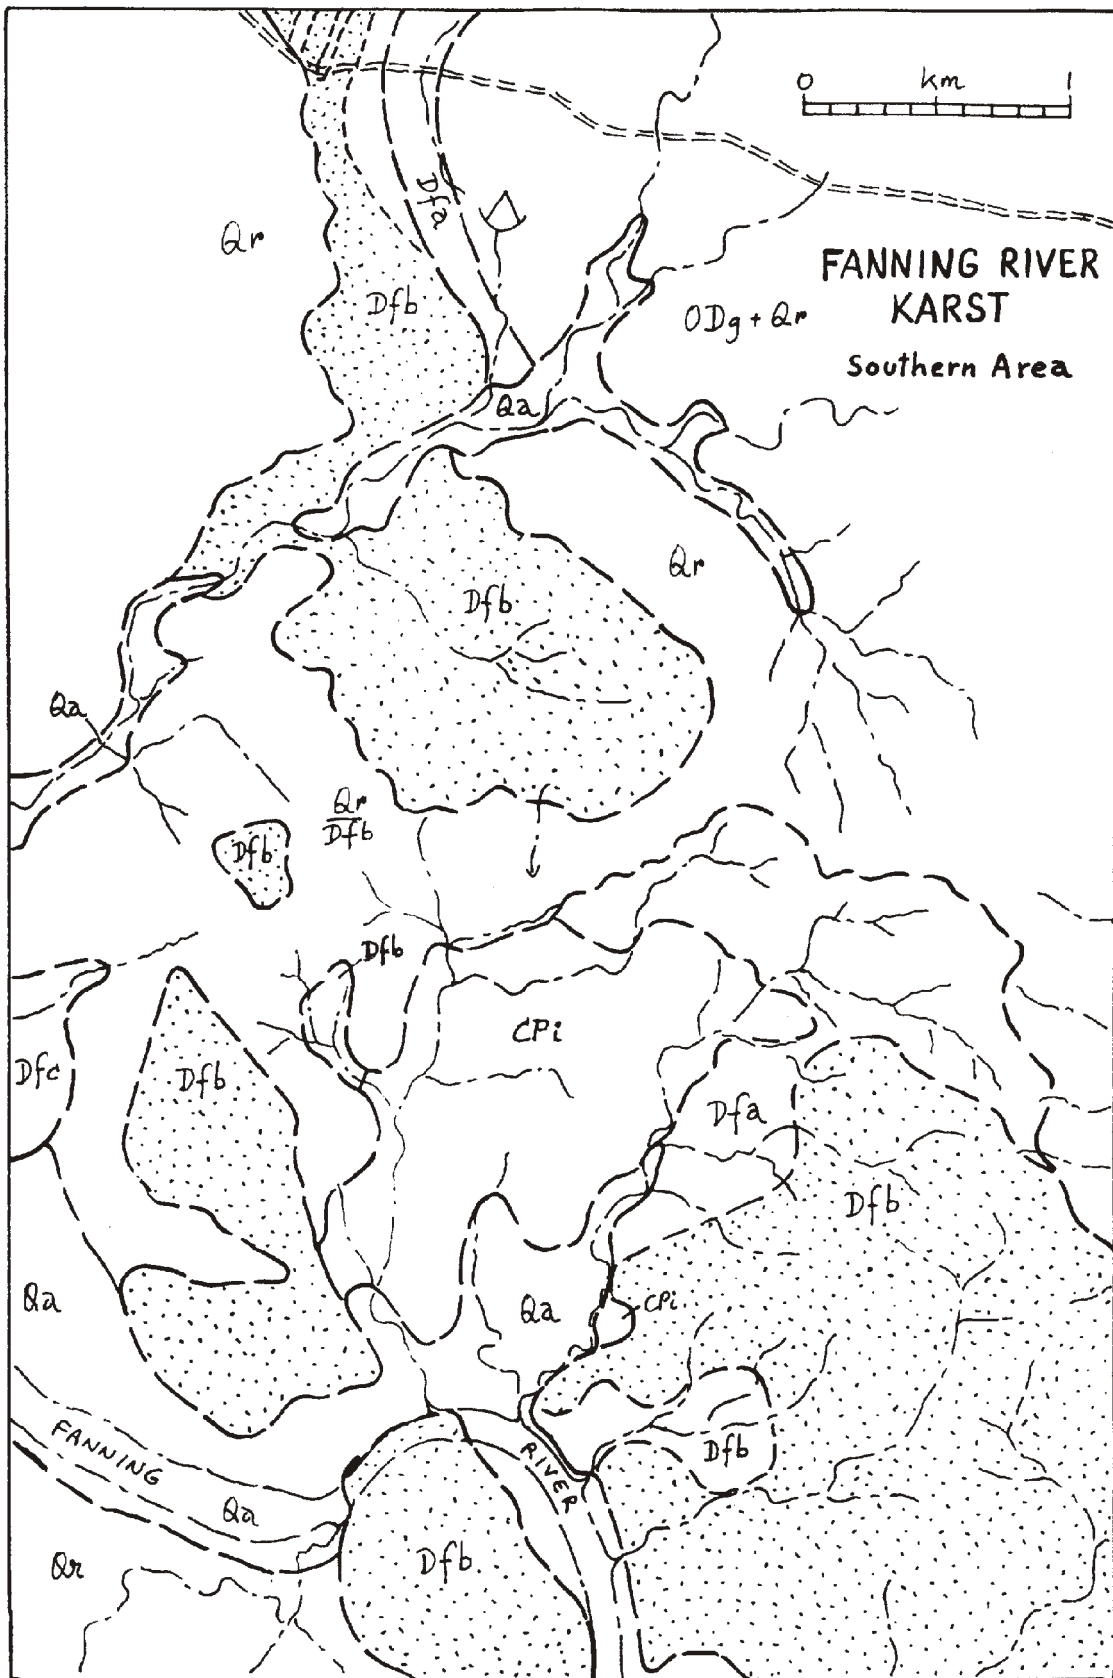 0 km 1
FANNING RIVER
KARST
Southern Area
Dfa
Qr
Dfb
ODg + Qr
Qa
Qr
Dfb
Qa
Qr
Dfb
Dfb
Dfb
CPi
Dfc
Dfb
Dfa
Dfb
Qa
Qa
CPi
FANNING
RIVER
Dfb
Qa
Dfb
Qr